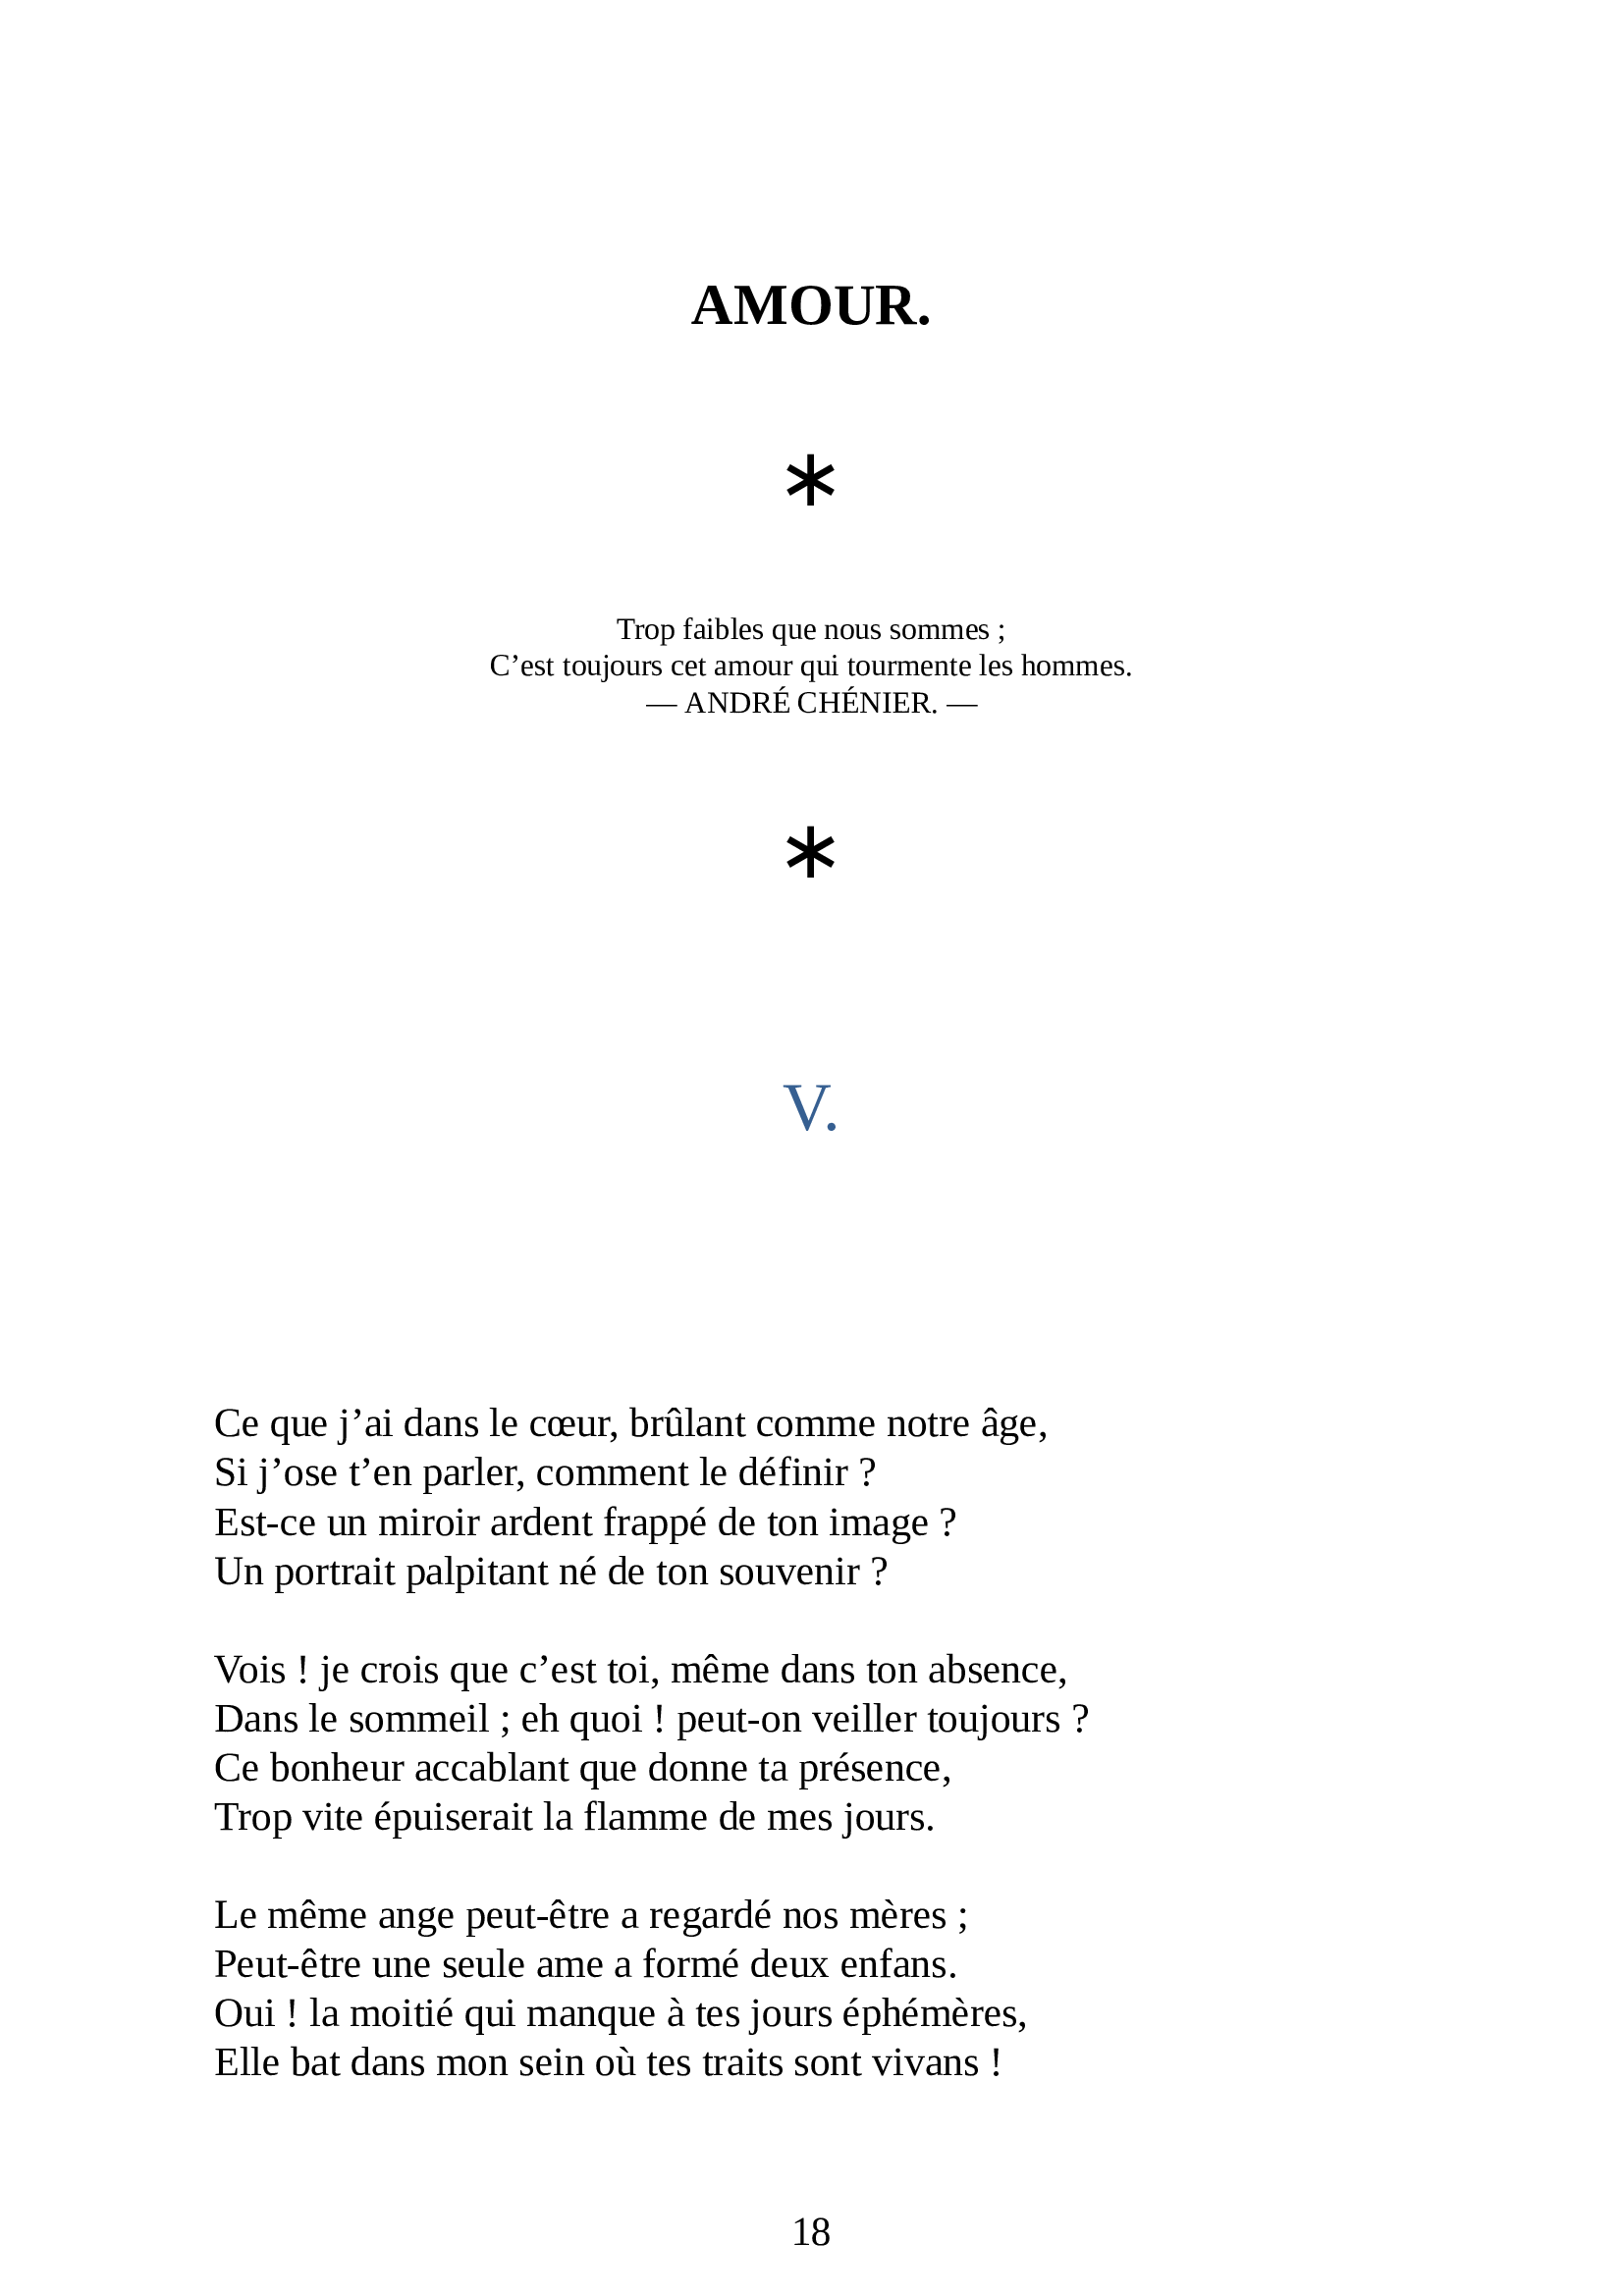 AMOUR.
*
Trop faibles que nous sommes ;
C’est toujours cet amour qui tourmente les hommes.
— ANDRÉ CHÉNIER. —
*
V.
Ce que j’ai dans le cœur, brûlant comme notre âge,
Si j’ose t’en parler, comment le définir ?
Est-ce un miroir ardent frappé de ton image ?
Un portrait palpitant né de ton souvenir ?
Vois ! je crois que c’est toi, même dans ton absence,
Dans le sommeil ; eh quoi ! peut-on veiller toujours ?
Ce bonheur accablant que donne ta présence,
Trop vite épuiserait la flamme de mes jours.
Le même ange peut-être a regardé nos mères ;
Peut-être une seule ame a formé deux enfans.
Oui ! la moitié qui manque à tes jours éphémères,
Elle bat dans mon sein où tes traits sont vivans !
18